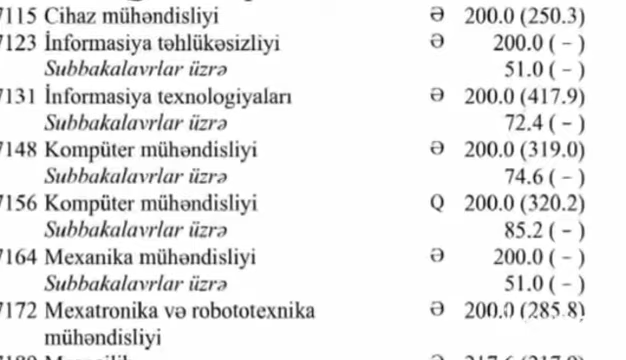 7115 Cihaz mühəndisliyi Ə 200.0 (250.3)
7123 İnformasiya təhlükəsizliyi Ə 200.0 ( - )
Subbakalavrlar üzrə 51.0 ( - )
7131 İnformasiya texnologiyaları Ə 200.0 (417.9)
Subbakalavrlar üzrə 72.4 ( - )
7148 Kompüter mühəndisliyi Ə 200.0 (319.0)
Subbakalavrlar üzrə 74.6 ( - )
7156 Kompüter mühəndisliyi Q 200.0 (320.2)
Subbakalavrlar üzrə 85.2 ( - )
7164 Mexanika mühəndisliyi Ə 200.0 ( - )
Subbakalavrlar üzrə 51.0 ( - )
7172 Mexatronika və robototexnika Ə 200.0 (285.8)
mühəndisliyi